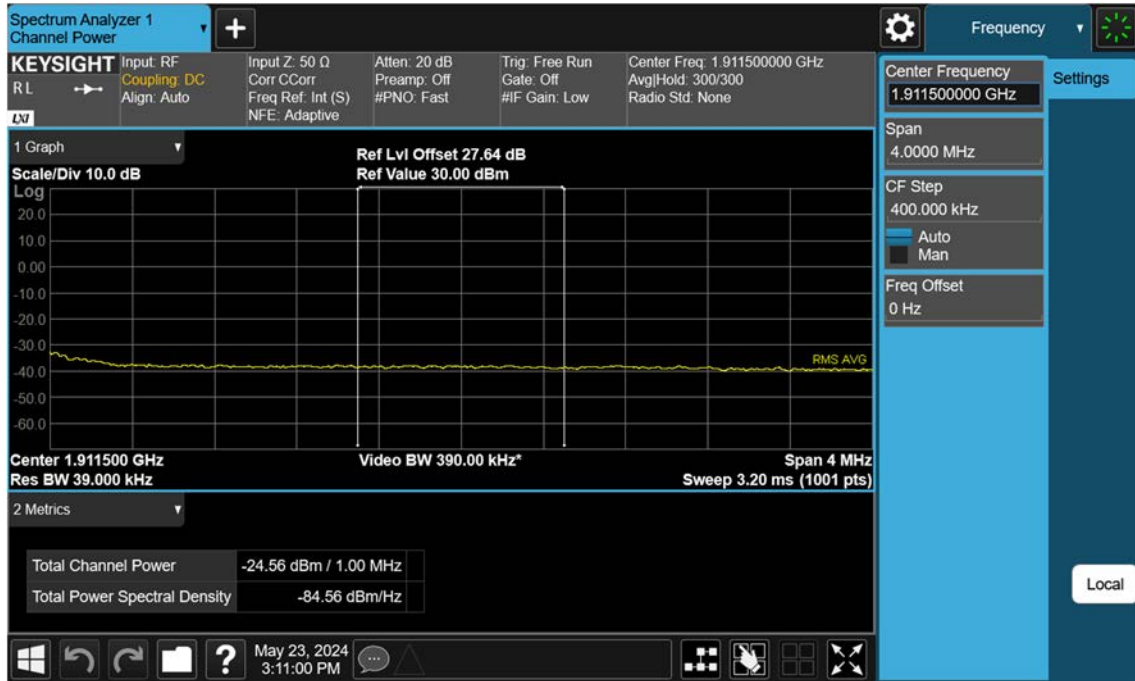 Spectrum Analyzer 1
Channel Power
+
Frequency
KEYSIGHT
R L
LXI
Input: RF
Coupling: DC
Align: Auto
Input Z: 50 Ω
Corr CCorr
Freq Ref: Int (S)
NFE: Adaptive
Atten: 20 dB
Preamp: Off
#PNO: Fast
Trig: Free Run
Gate: Off
#IF Gain: Low
Center Freq: 1.911500000 GHz
Avg|Hold: 300/300
Radio Std: None
Center Frequency
1.911500000 GHz
Settings
Span
4.0000 MHz
CF Step
400.000 kHz
Auto
Man
Freq Offset
0 Hz
Local
1 Graph
Scale/Div 10.0 dB
Ref Lvl Offset 27.64 dB
Ref Value 30.00 dBm
Log
20.0
10.0
0.00
-10.0
-20.0
-30.0
-40.0
-50.0
-60.0
RMS AVG
Center 1.911500 GHz
Video BW 390.00 kHz*
Span 4 MHz
Res BW 39.000 kHz
Sweep 3.20 ms (1001 pts)
2 Metrics
Total Channel Power -24.56 dBm / 1.00 MHz
Total Power Spectral Density -84.56 dBm/Hz
?
May 23, 2024
3:11:00 PM